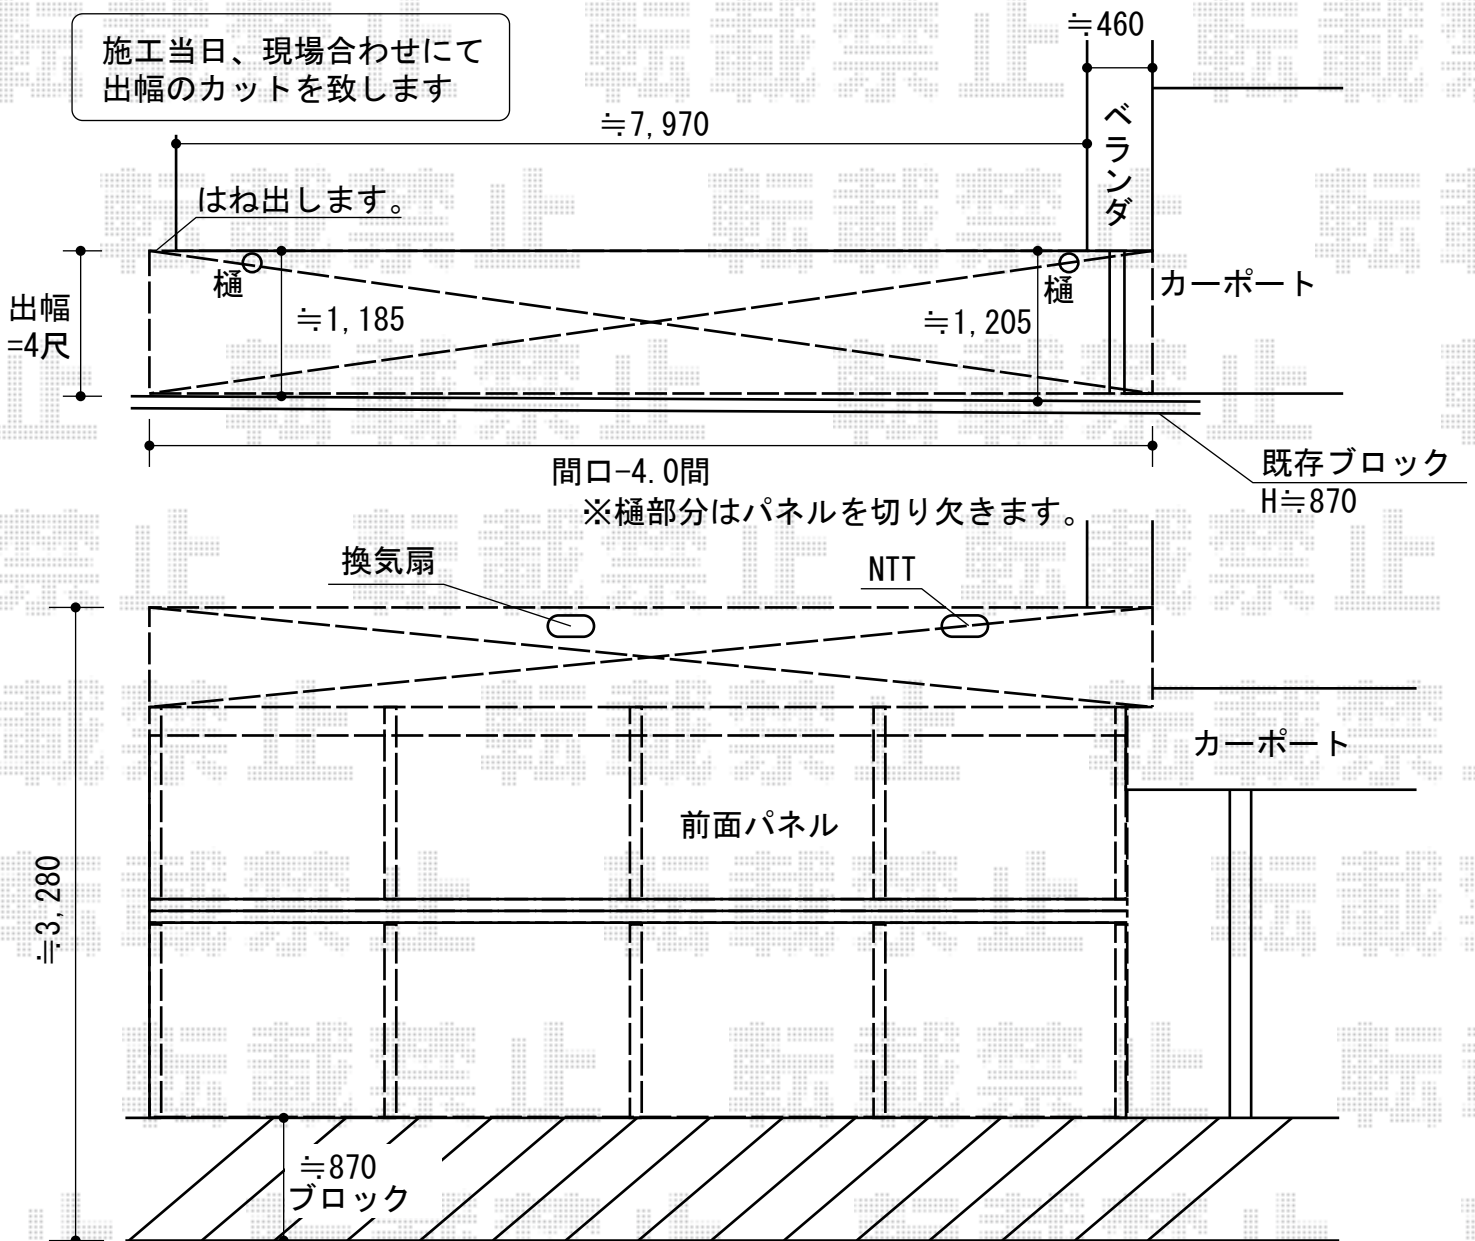 施工当日、現場合わせにて
出幅のカットを致します
≒460
≒7,970
ベランダ
はね出します。
樋
樋
カーポート
出幅
=4尺
≒1,185
≒1,205
間口-4.0間
※樋部分はパネルを切り欠きます。
既存ブロック
H≒870
換気扇
NTT
カーポート
前面パネル
≒3,280
≒870
ブロック
転載禁止